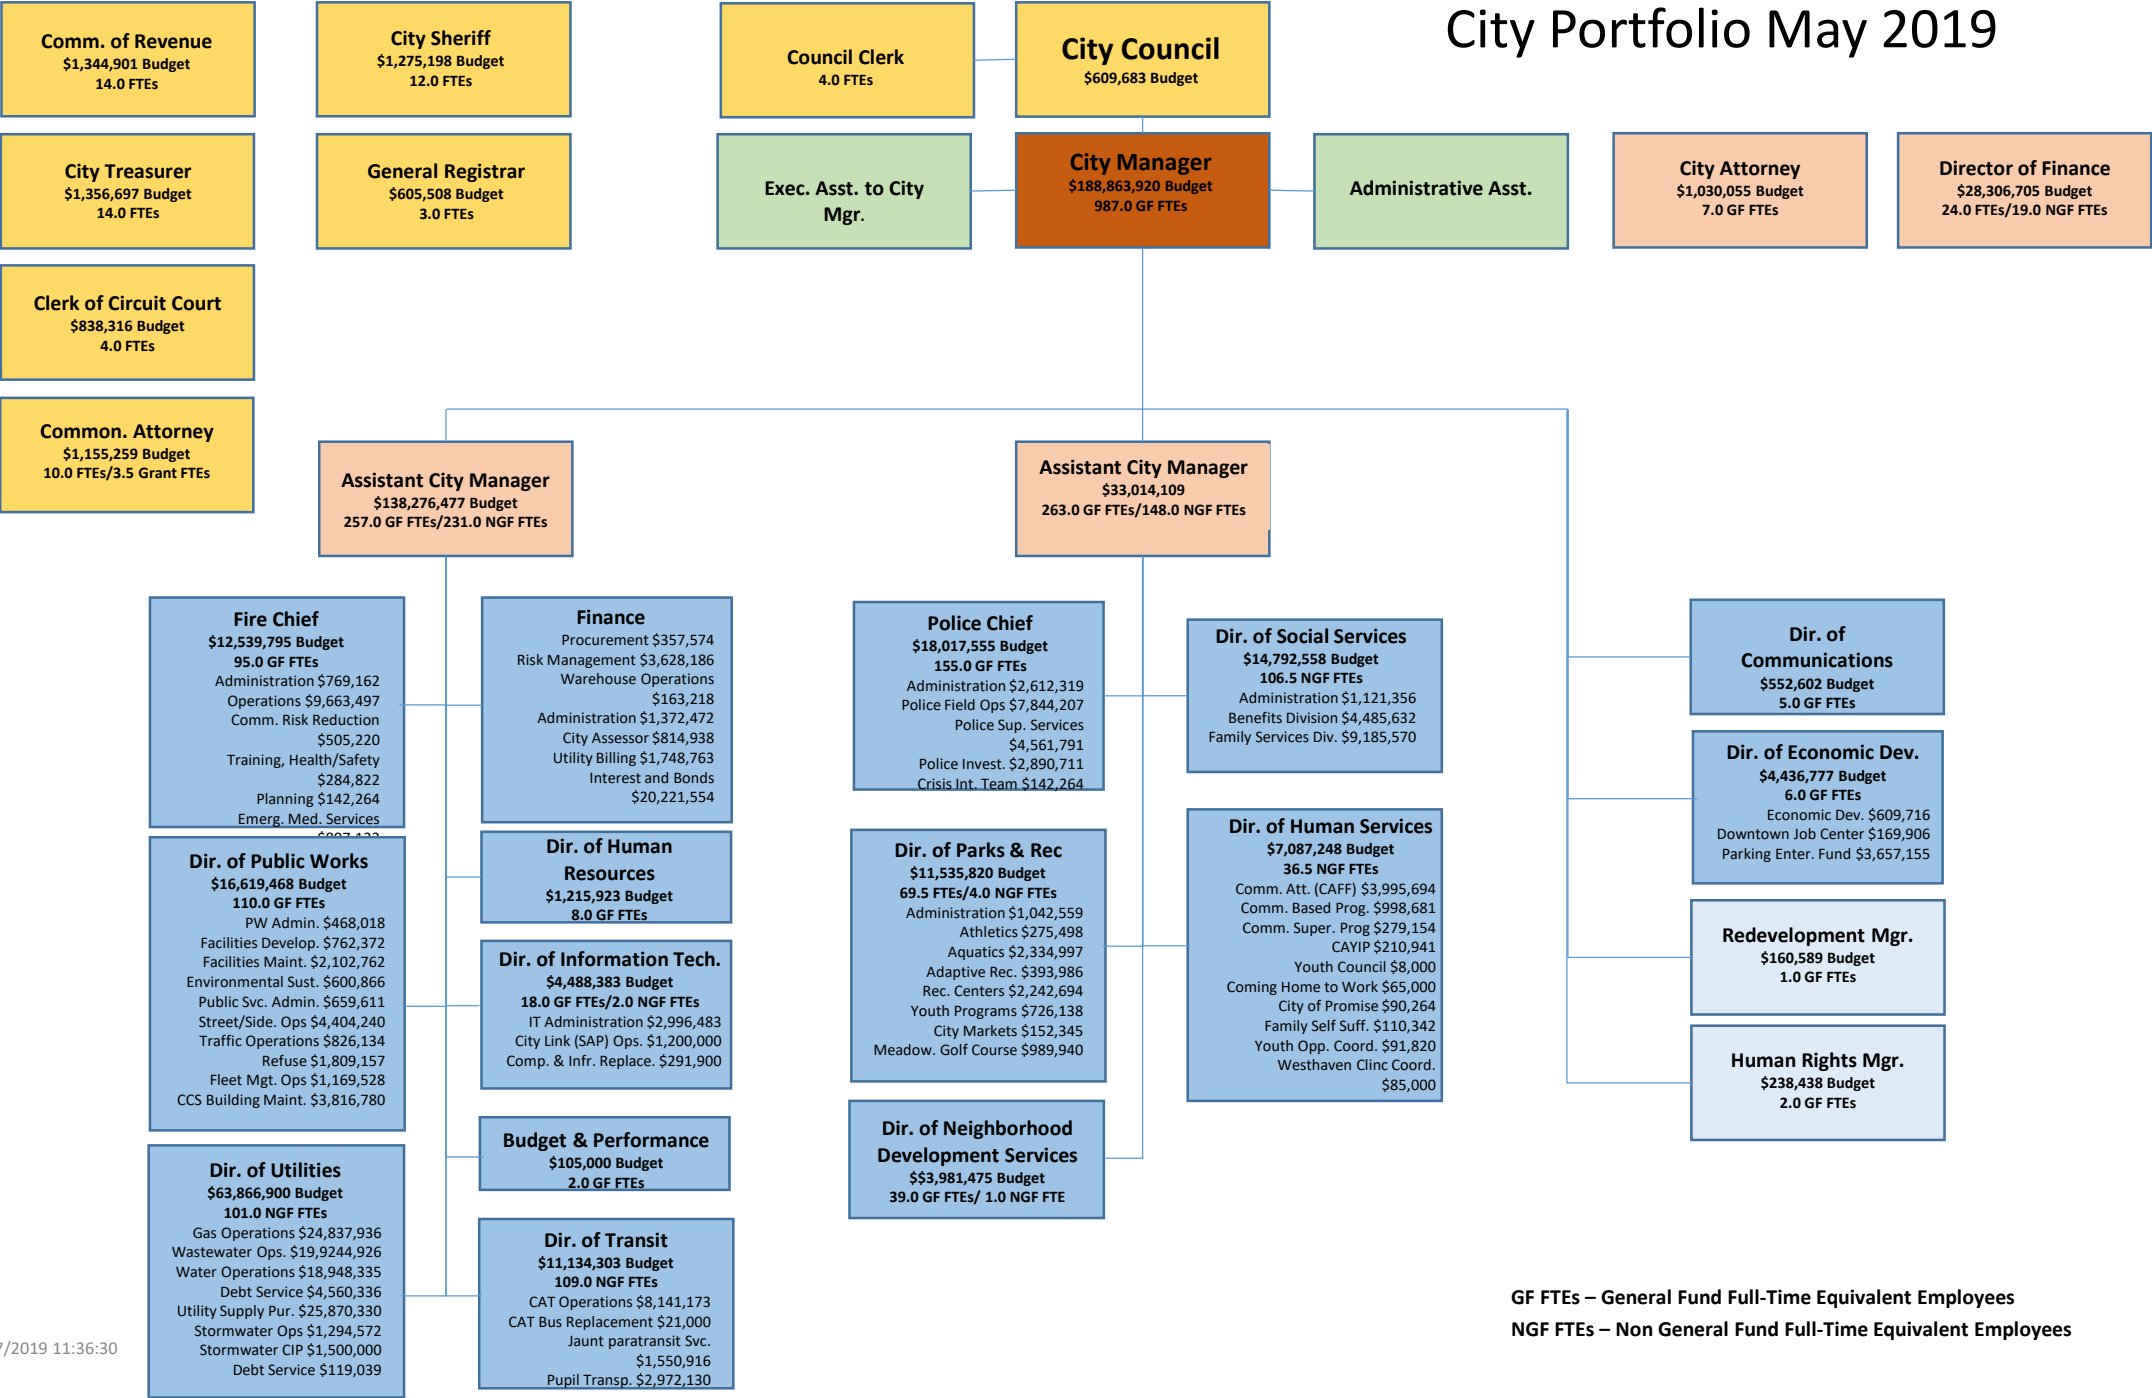 City Portfolio May 2019
Comm. of Revenue
$1,344,901 Budget
14.0 FTEs
City Sheriff
$1,275,198 Budget
12.0 FTEs
Council Clerk
4.0 FTEs
City Council
$609,683 Budget
City Treasurer
$1,356,697 Budget
14.0 FTEs
General Registrar
$605,508 Budget
3.0 FTEs
Exec. Asst. to City
Mgr.
City Manager
$188,863,920 Budget
987.0 GF FTEs
Administrative Asst.
City Attorney
$1,030,055 Budget
7.0 GF FTEs
Director of Finance
$28,306,705 Budget
24.0 FTEs/19.0 NGF FTEs
Clerk of Circuit Court
$838,316 Budget
4.0 FTEs
Common. Attorney
$1,155,259 Budget
10.0 FTEs/3.5 Grant FTEs
Assistant City Manager
$138,276,477 Budget
257.0 GF FTEs/231.0 NGF FTEs
Assistant City Manager
$33,014,109
263.0 GF FTEs/148.0 NGF FTEs
Fire Chief
$12,539,795 Budget
95.0 GF FTEs
Administration $769,162
Operations $9,663,497
Comm. Risk Reduction
$505,220
Training, Health/Safety
$284,822
Planning $142,264
Emerg. Med. Services
Finance
Procurement $357,574
Risk Management $3,628,186
Warehouse Operations
$163,218
Administration $1,372,472
City Assessor $814,938
Utility Billing $1,748,763
Interest and Bonds
$20,221,554
Dir. of Public Works
$16,619,468 Budget
110.0 GF FTEs
PW Admin. $468,018
Facilities Develop. $762,372
Facilities Maint. $2,102,762
Environmental Sust. $600,866
Public Svc. Admin. $659,611
Street/Side. Ops $4,404,240
Traffic Operations $826,134
Refuse $1,809,157
Fleet Mgt. Ops $1,169,528
CCS Building Maint. $3,816,780
Dir. of Human
Resources
$1,215,923 Budget
8.0 GF FTEs
Dir. of Information Tech.
$4,488,383 Budget
18.0 GF FTEs/2.0 NGF FTEs
IT Administration $2,996,483
City Link (SAP) Ops. $1,200,000
Comp. & Infr. Replace. $291,900
Budget & Performance
$105,000 Budget
2.0 GF FTEs
Dir. of Utilities
$63,866,900 Budget
101.0 NGF FTEs
Gas Operations $24,837,936
Wastewater Ops. $19,9244,926
Water Operations $18,948,335
Debt Service $4,560,336
Utility Supply Pur. $25,870,330
Stormwater Ops $1,294,572
Stormwater CIP $1,500,000
Debt Service $119,039
Dir. of Transit
$11,134,303 Budget
109.0 NGF FTEs
CAT Operations $8,141,173
CAT Bus Replacement $21,000
Jaunt paratransit Svc.
$1,550,916
Pupil Transp. $2,972,130
Police Chief
$18,017,555 Budget
155.0 GF FTEs
Administration $2,612,319
Police Field Ops $7,844,207
Police Sup. Services
$4,561,791
Police Invest. $2,890,711
Crisis Int. Team $142,264
Dir. of Social Services
$14,792,558 Budget
106.5 NGF FTEs
Administration $1,121,356
Benefits Division $4,485,632
Family Services Div. $9,185,570
Dir. of Parks & Rec
$11,535,820 Budget
69.5 FTEs/4.0 NGF FTEs
Administration $1,042,559
Athletics $275,498
Aquatics $2,334,997
Adaptive Rec. $393,986
Rec. Centers $2,242,694
Youth Programs $726,138
City Markets $152,345
Meadow. Golf Course $989,940
Dir. of Human Services
$7,087,248 Budget
36.5 NGF FTEs
Comm. Att. (CAFF) $3,995,694
Comm. Based Prog. $998,681
Comm. Super. Prog $279,154
CAYIP $210,941
Youth Council $8,000
Coming Home to Work $65,000
City of Promise $90,264
Family Self Suff. $110,342
Youth Opp. Coord. $91,820
Westhaven Clinc Coord.
$85,000
Dir. of Neighborhood
Development Services
$$3,981,475 Budget
39.0 GF FTEs/ 1.0 NGF FTE
Dir. of
Communications
$552,602 Budget
5.0 GF FTEs
Dir. of Economic Dev.
$4,436,777 Budget
6.0 GF FTEs
Economic Dev. $609,716
Downtown Job Center $169,906
Parking Enter. Fund $3,657,155
Redevelopment Mgr.
$160,589 Budget
1.0 GF FTEs
Human Rights Mgr.
$238,438 Budget
2.0 GF FTEs
GF FTEs – General Fund Full-Time Equivalent Employees
NGF FTEs – Non General Fund Full-Time Equivalent Employees
7/2019 11:36:30